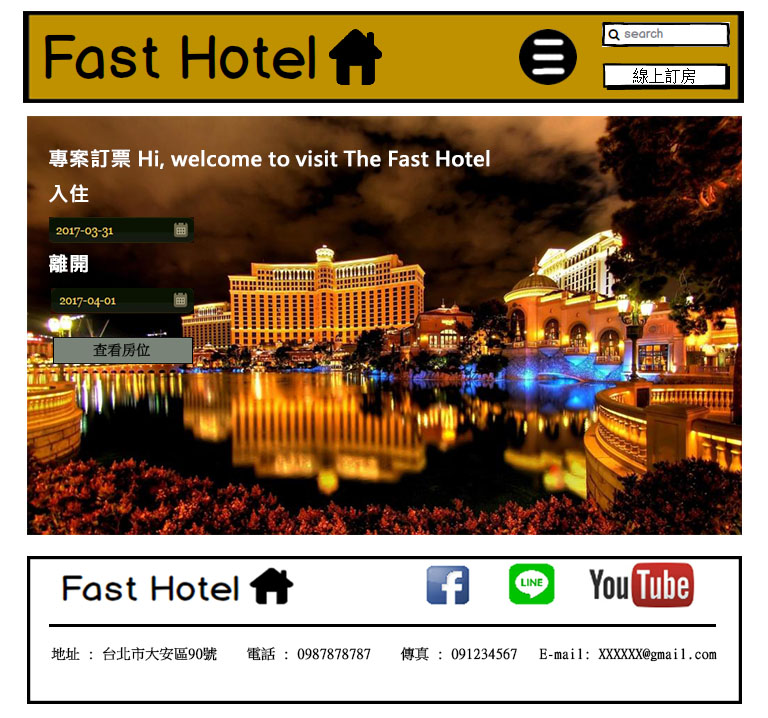 Fast Hotel
search
線上訂房
專案訂票 Hi, welcome to visit The Fast Hotel
入住
2017-03-31
離開
2017-04-01
查看房位
Fast Hotel
LINE
YouTube
地址 : 台北市大安區90號 電話 : 0987878787 傳真 : 091234567 E-mail: XXXXXX@gmail.com